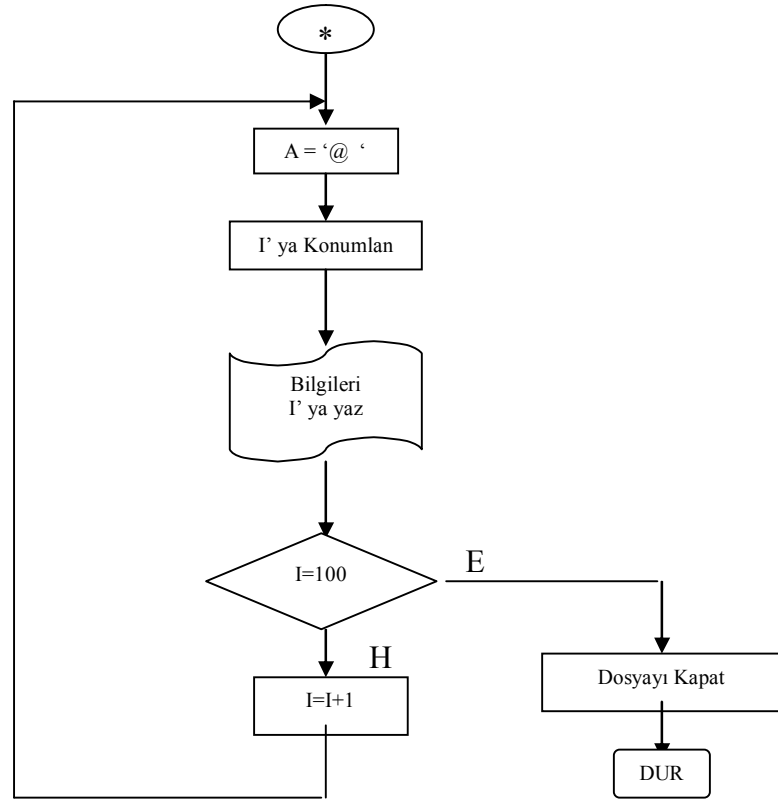 *
A = ‘@ ‘
I’ ya Konumlan
Bilgileri
I’ ya yaz
I=100
E
H
I=I+1
Dosyayı Kapat
DUR